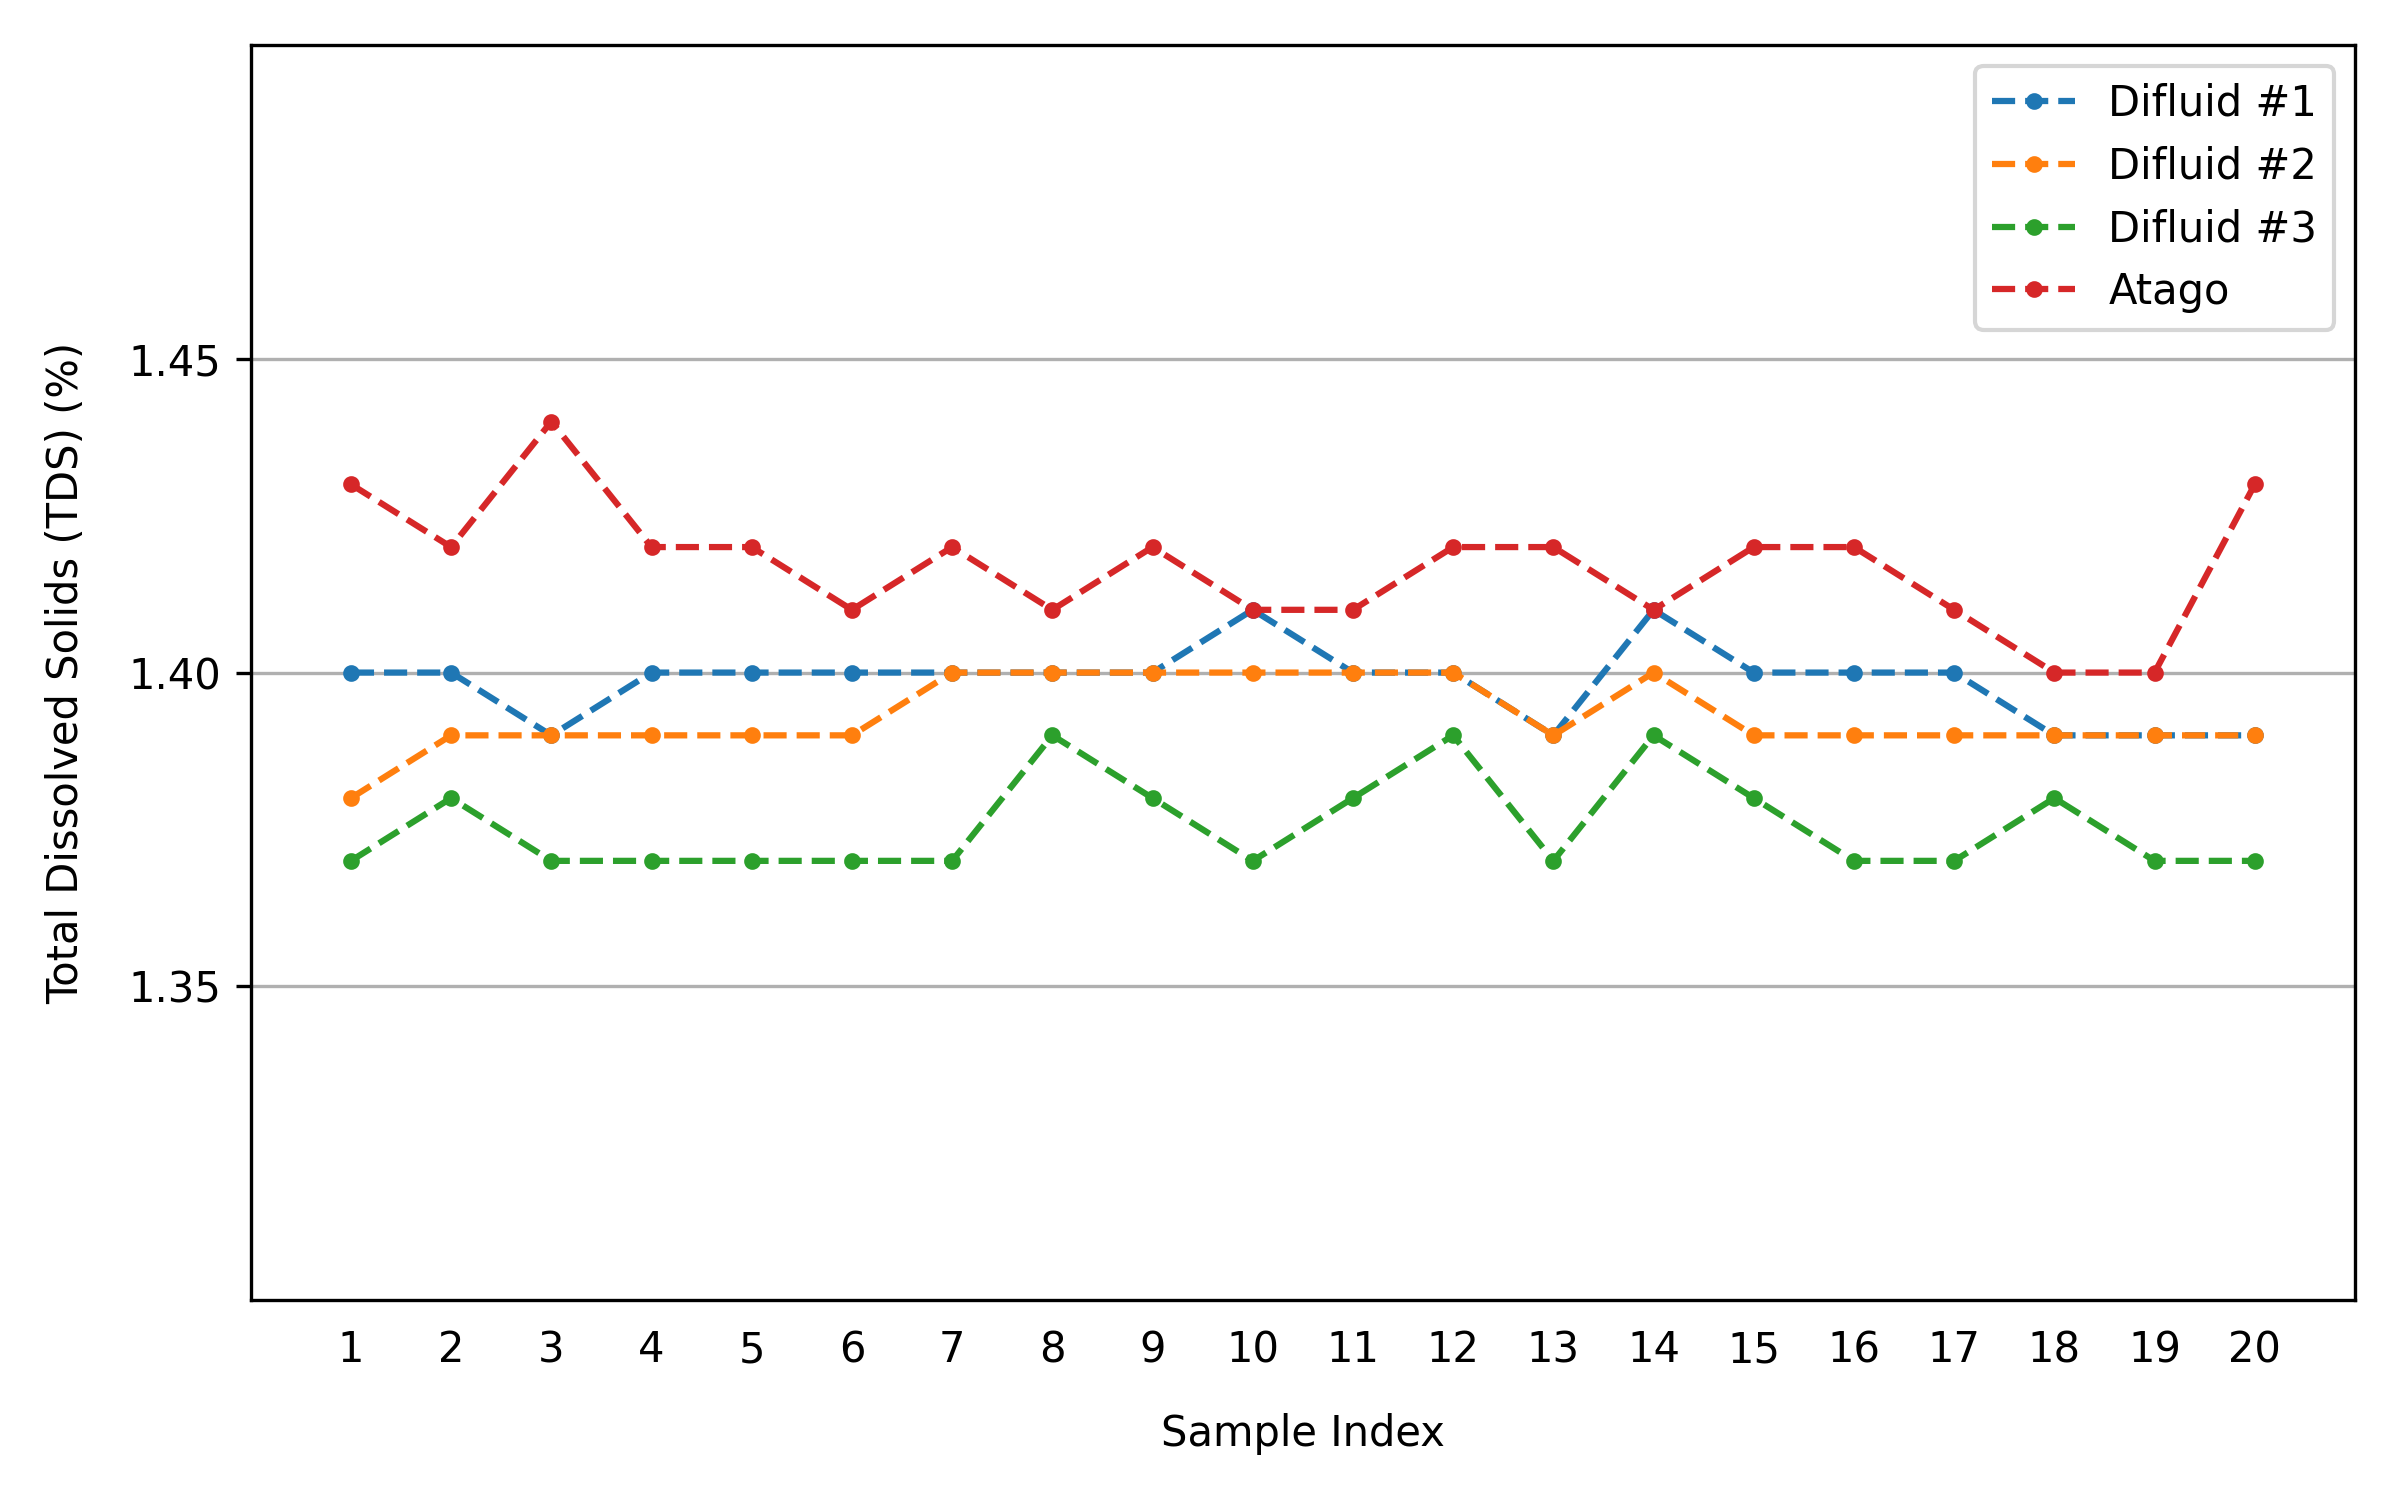 Difluid #1
Difluid #2
Difluid #3
Atago
Total Dissolved Solids (TDS) (%)
1.45
1.40
1.35
1 2 3 4 5 6 7 8 9 10 11 12 13 14 15 16 17 18 19 20
Sample Index